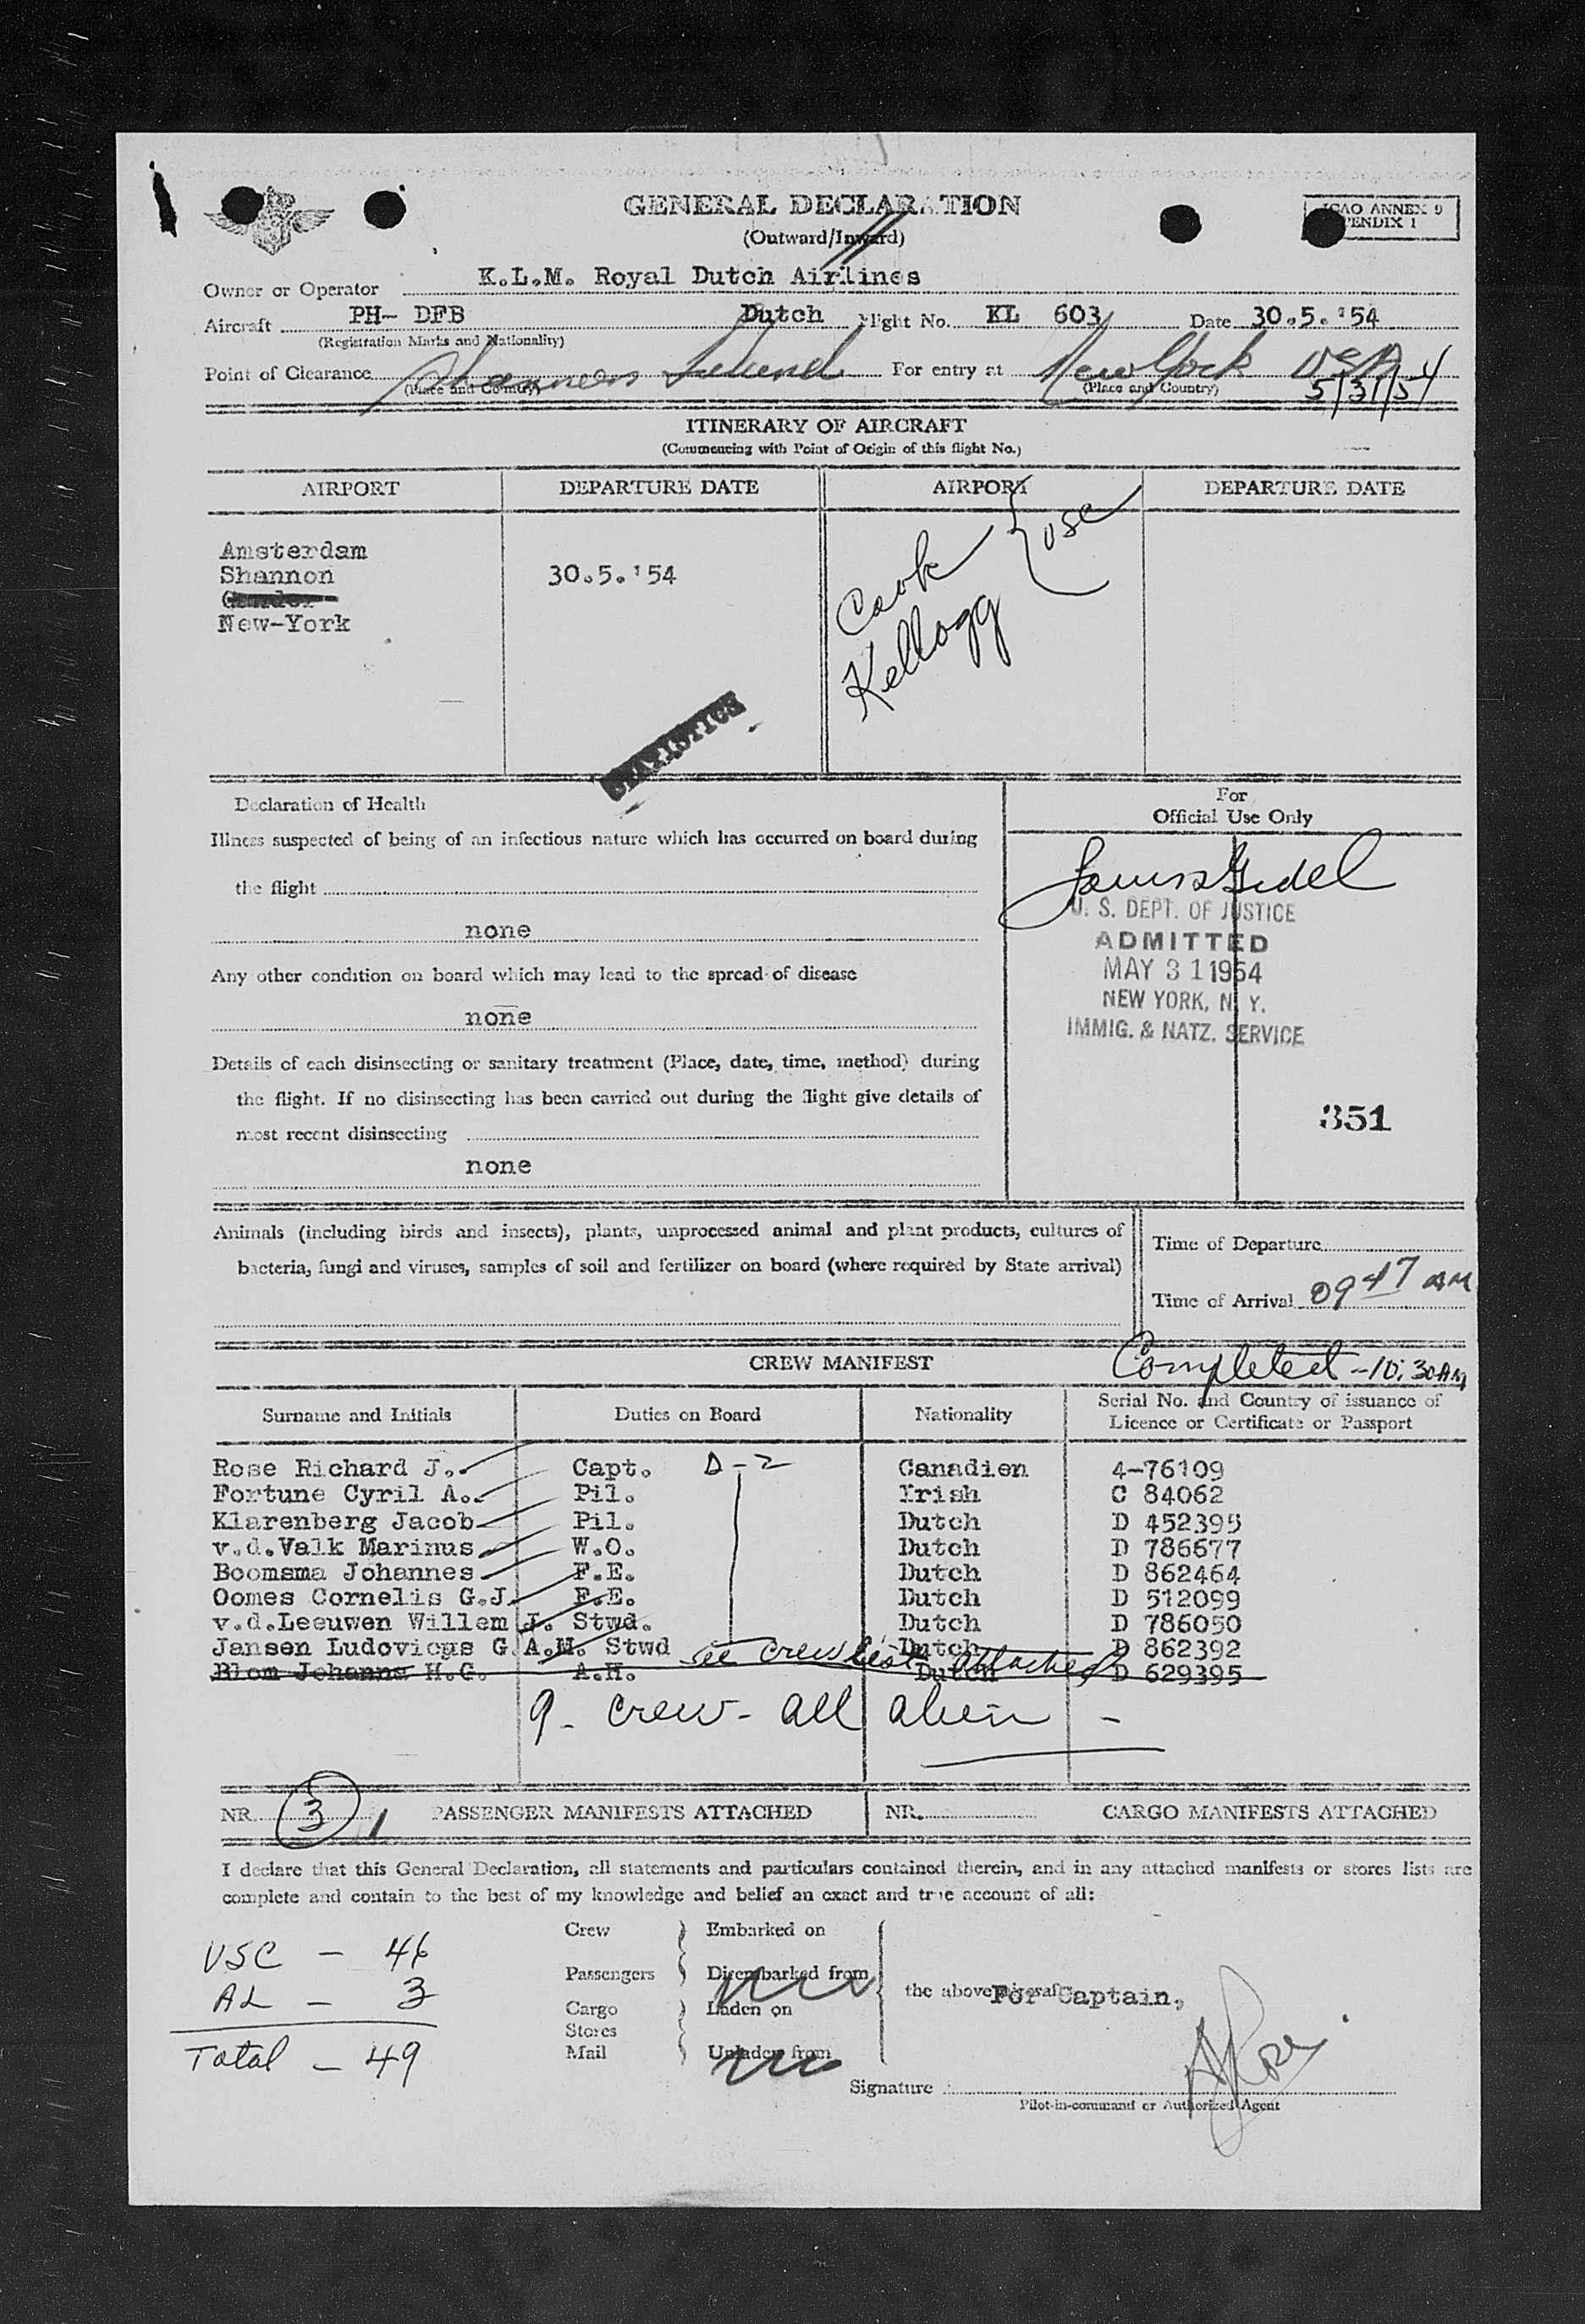 GENERAL DECLARATION
(Outward/Inward)
ICAO ANNEX 9
PENDIX 1
Owner or Operator K.L.M. Royal Dutch Airlines
Aircraft PH- DFB Dutch Flight No. KL 603 Date 30.5.'54
(Registration Marks and Nationality)
Point of Clearance Shannon Ireland For entry at New York USA
(Place and Country) (Place and Country) 5/31/54
ITINERARY OF AIRCRAFT
(Commencing with Point of Origin of this flight No.)
AIRPORT DEPARTURE DATE AIRPORT DEPARTURE DATE
Amsterdam
Shannon 30.5.'54
Gander
New-York
Cook
Kellogg } USC
STATISTICS
Declaration of Health
Illness suspected of being of an infectious nature which has occurred on board during
the flight
none
Any other condition on board which may lead to the spread of disease
none
Details of each disinsecting or sanitary treatment (Place, date, time, method) during
the flight. If no disinsecting has been carried out during the flight give details of
most recent disinsecting
none
For
Official Use Only
U. S. DEPT. OF JUSTICE
ADMITTED
MAY 31 1954
NEW YORK, N. Y.
IMMIG. & NATZ. SERVICE
351
Animals (including birds and insects), plants, unprocessed animal and plant products, cultures of
bacteria, fungi and viruses, samples of soil and fertilizer on board (where required by State arrival)
Time of Departure
Time of Arrival 0947 AM
CREW MANIFEST Completed - 10:30AM
Surname and Initials Duties on Board Nationality Serial No. and Country of issuance of
Licence or Certificate or Passport
Rose Richard J. Capt. D-2 Canadien 4-76109
Fortune Cyril A. Pil. Irish C 84062
Klarenberg Jacob Pil. Dutch D 452395
v.d.Valk Marinus W.O. Dutch D 786677
Boomsma Johannes F.E. Dutch D 862464
Oomes Cornelis G.J. F.E. Dutch D 512099
v.d.Leeuwen Willem J. Stwd. Dutch D 786050
Jansen Ludovicus G.A.M. Stwd Dutch D 862392
see crew list attached
Blom Johanna H.G. A.H. Dutch D 629395
9 - crew - all alien -
NR. 3 PASSENGER MANIFESTS ATTACHED NR. CARGO MANIFESTS ATTACHED
I declare that this General Declaration, all statements and particulars contained therein, and in any attached manifests or stores lists are
complete and contain to the best of my knowledge and belief an exact and true account of all:
USC - 46
AL - 3
Total - 49
Crew Embarked on
Passengers Disembarked from
Cargo Laden on
Stores
Mail Unladen from
the above aircraft
For Captain,
Signature
Pilot-in-command or Authorized Agent